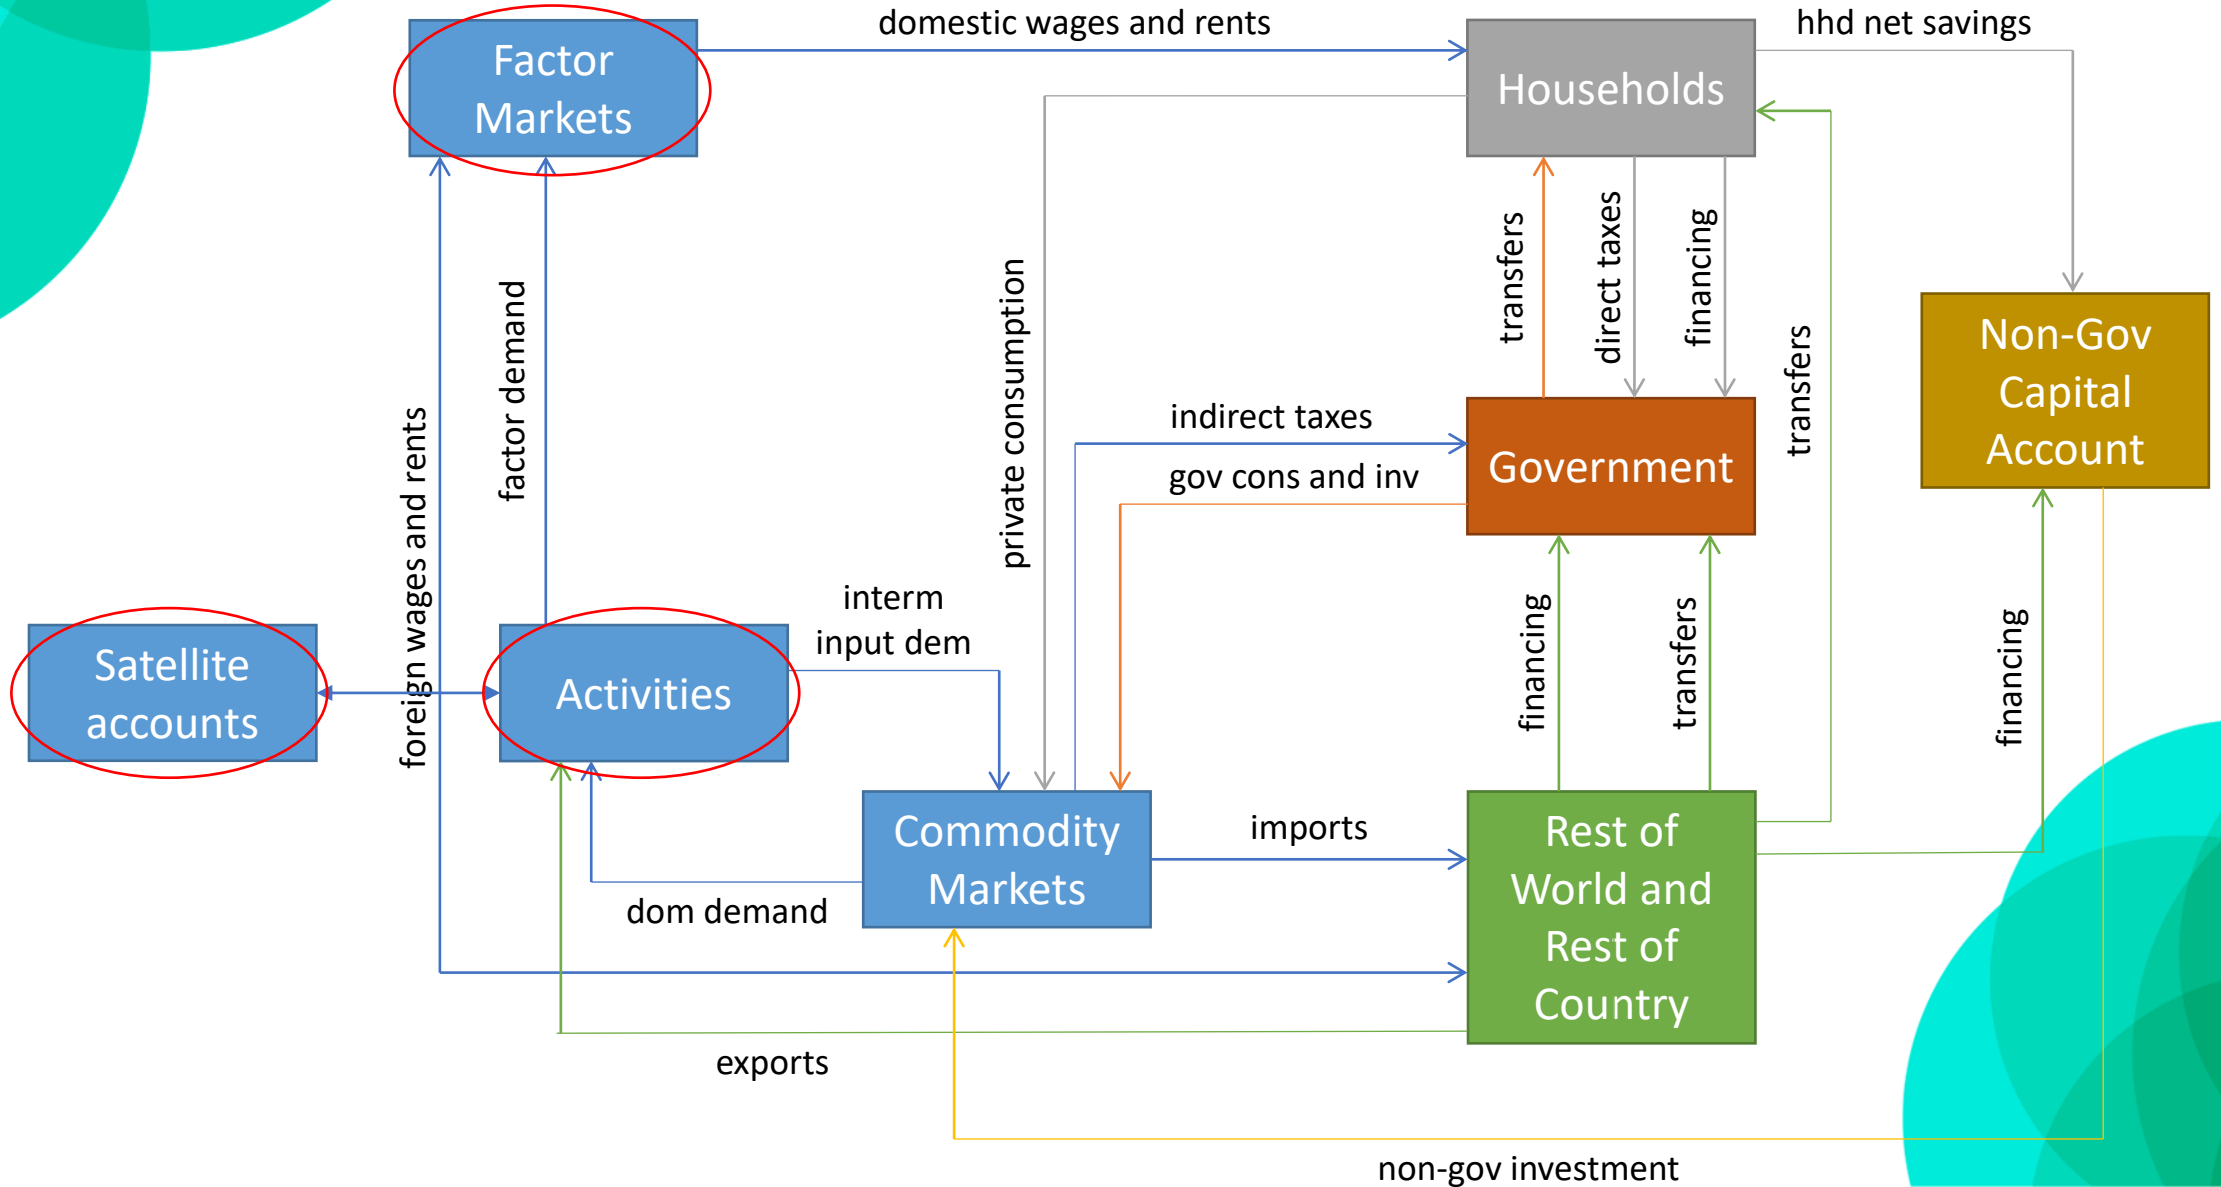 domestic wages and rents
hhd net savings
Factor
Markets
Households
transfers
direct taxes
financing
private consumption
factor demand
foreign wages and rents
transfers
Non-Gov
Capital
Account
indirect taxes
gov cons and inv
Government
interm
input dem
Satellite
accounts
Activities
financing
transfers
financing
Commodity
Markets
imports
Rest of
World and
Rest of
Country
dom demand
exports
non-gov investment